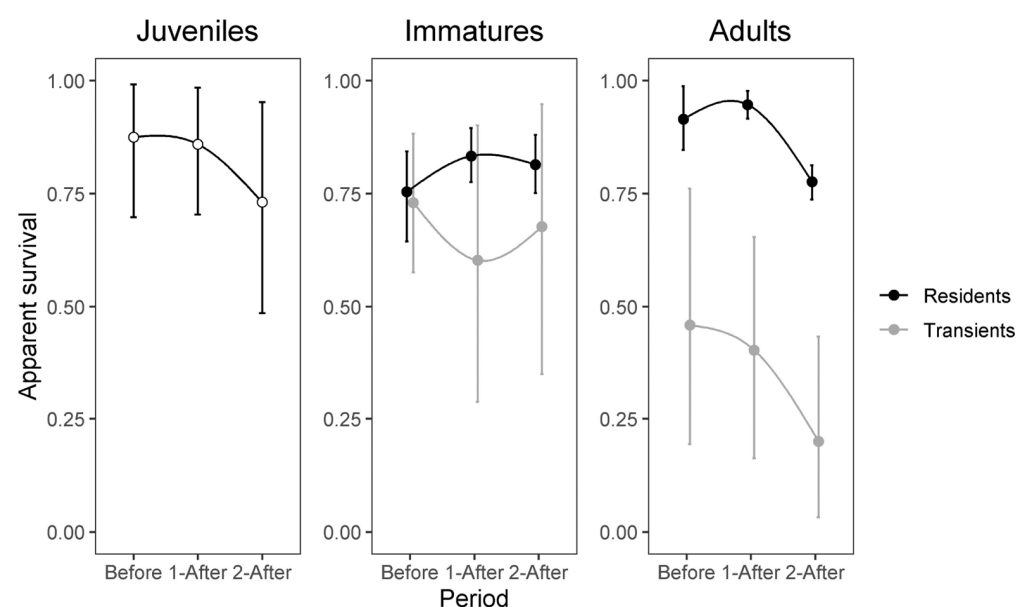 Juveniles
Immatures
Adults
Apparent survival
1.00
0.75
0.50
0.25
0.00
Before 1-After 2-After
1.00
0.75
0.50
0.25
0.00
Before 1-After 2-After
1.00
0.75
0.50
0.25
0.00
Before 1-After 2-After
Period
Residents
Transients